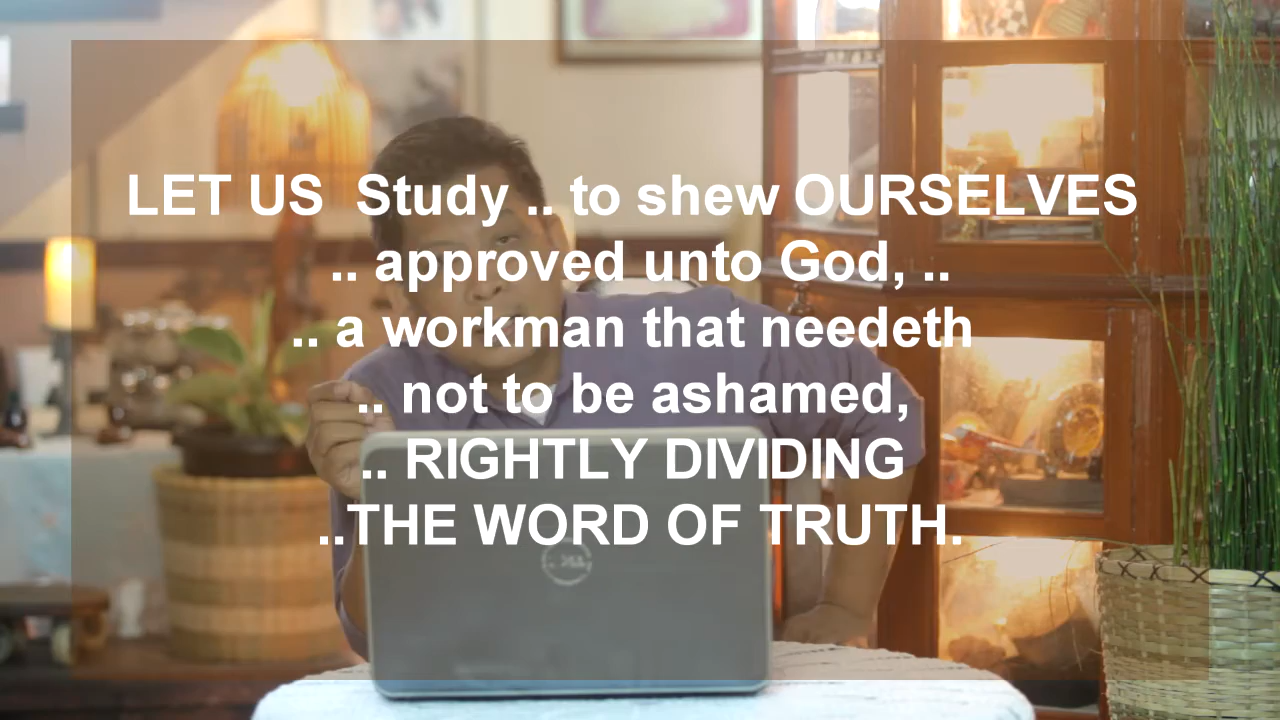 LET US  Study .. to shew OURSELVES
.. approved unto God, ..
.. a workman that needeth
.. not to be ashamed,
.. RIGHTLY DIVIDING
..THE WORD OF TRUTH.
DELL